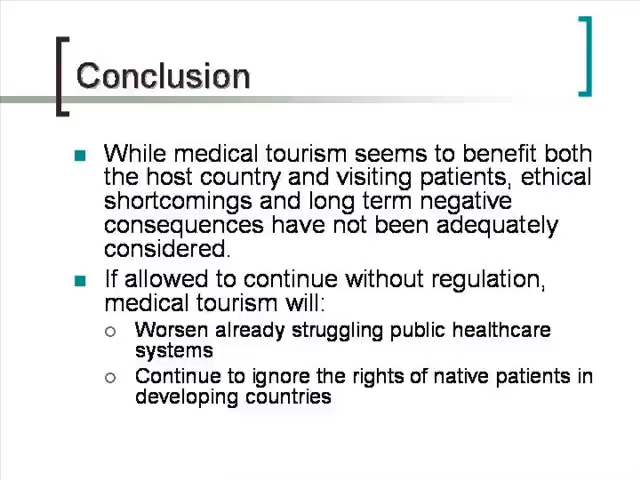 Conclusion
While medical tourism seems to benefit both
the host country and visiting patients, ethical
shortcomings and long term negative
consequences have not been adequately
considered.
If allowed to continue without regulation,
medical tourism will:
Worsen already struggling public healthcare
systems
Continue to ignore the rights of native patients in
developing countries